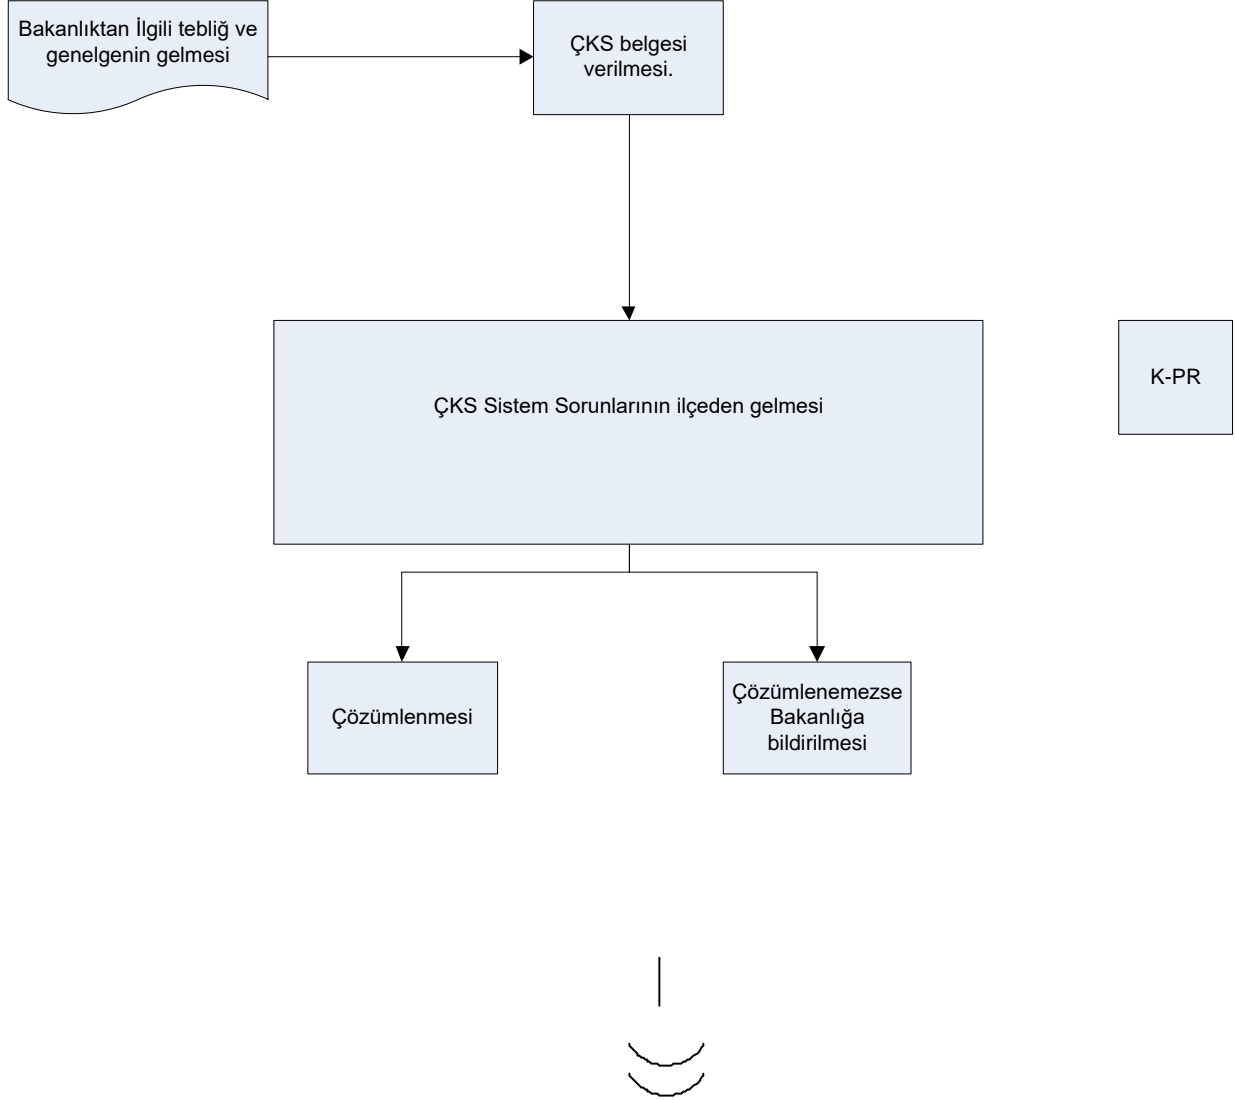 Bakanlıktan İlgili tebliğ ve
genelgenin gelmesi
ÇKS belgesi
verilmesi.
ÇKS Sistem Sorunlarının ilçeden gelmesi
K-PR
Çözümlenmesi
Çözümlenemezse
Bakanlığa
bildirilmesi